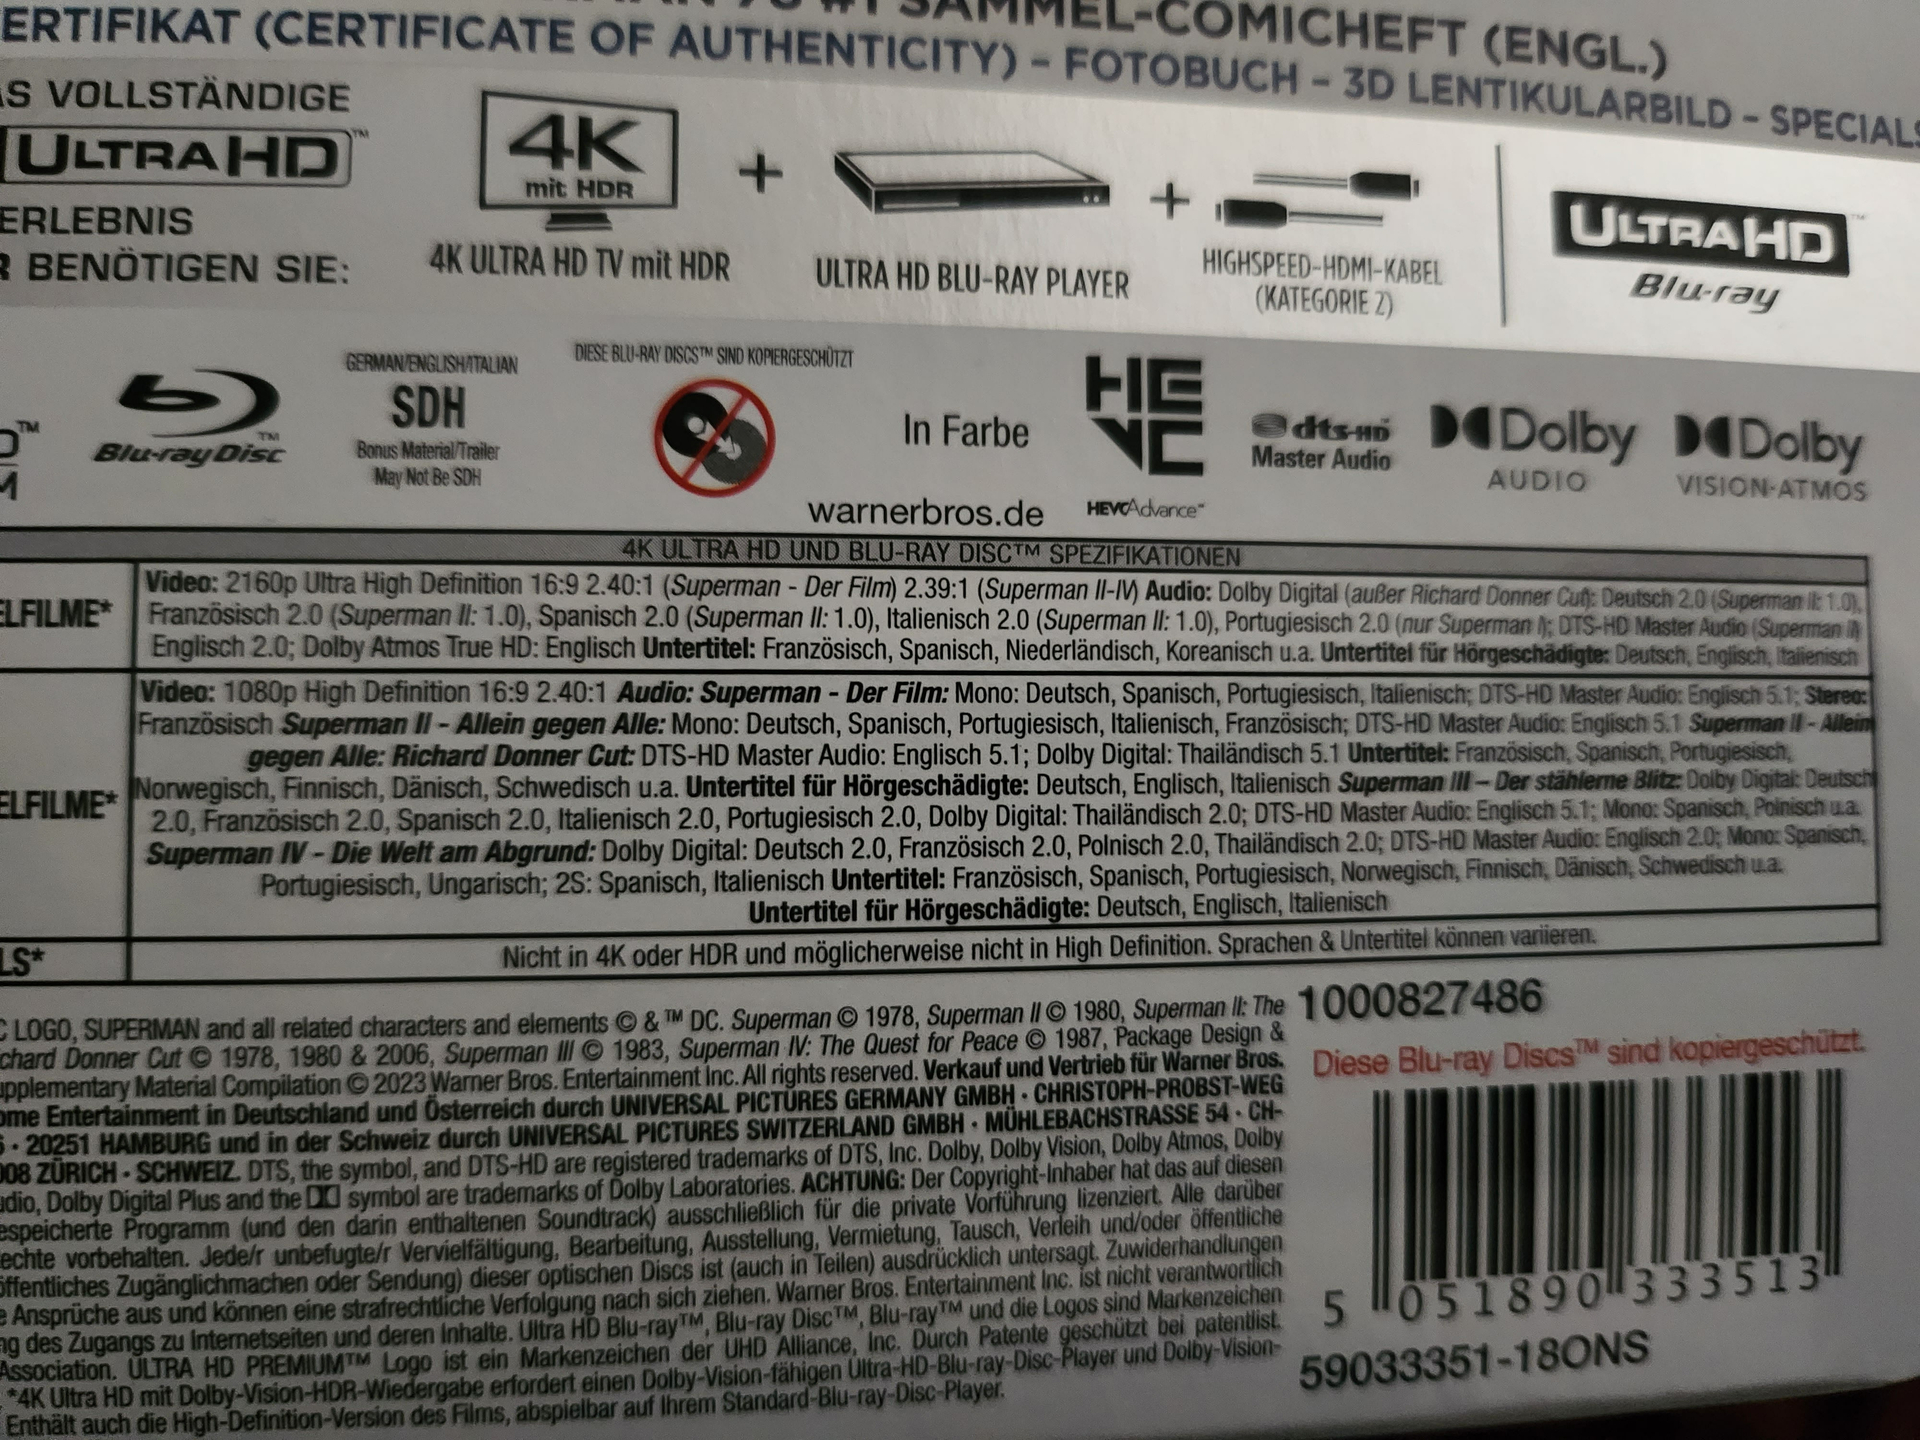 #1 SAMMEL-COMICHEFT (ENGL.)
ERTIFIKAT (CERTIFICATE OF AUTHENTICITY) - FOTOBUCH - 3D LENTIKULARBILD - SPECIALS
AS VOLLSTÄNDIGE
ULTRA HD™
ERLEBNIS
R BENÖTIGEN SIE:
4K
mit HDR
+
+
4K ULTRA HD TV mit HDR
ULTRA HD BLU-RAY PLAYER
HIGHSPEED-HDMI-KABEL
(KATEGORIE 2)
ULTRA HD™
Blu-ray
Blu-ray Disc™
GERMAN/ENGLISH/ITALIAN
SDH
Bonus Material/Trailer
May Not Be SDH
DIESE BLU-RAY DISCS™ SIND KOPIERGESCHÜTZT
In Farbe
warnerbros.de
HEVC
HEVCAdvance™
dts-HD
Master Audio
Dolby
AUDIO
Dolby
VISION·ATMOS
4K ULTRA HD UND BLU-RAY DISC™ SPEZIFIKATIONEN
ELFILME*
Video: 2160p Ultra High Definition 16:9 2.40:1 (Superman - Der Film) 2.39:1 (Superman II-IV) Audio: Dolby Digital (außer Richard Donner Cut): Deutsch 2.0 (Superman II: 1.0),
Französisch 2.0 (Superman II: 1.0), Spanisch 2.0 (Superman II: 1.0), Italienisch 2.0 (Superman II: 1.0), Portugiesisch 2.0 (nur Superman I); DTS-HD Master Audio (Superman II)
Englisch 2.0; Dolby Atmos True HD: Englisch Untertitel: Französisch, Spanisch, Niederländisch, Koreanisch u.a. Untertitel für Hörgeschädigte: Deutsch, Englisch, Italienisch
ELFILME*
Video: 1080p High Definition 16:9 2.40:1 Audio: Superman - Der Film: Mono: Deutsch, Spanisch, Portugiesisch, Italienisch; DTS-HD Master Audio: Englisch 5.1; Stereo:
Französisch Superman II - Allein gegen Alle: Mono: Deutsch, Spanisch, Portugiesisch, Italienisch, Französisch; DTS-HD Master Audio: Englisch 5.1 Superman II - Allein
gegen Alle: Richard Donner Cut: DTS-HD Master Audio: Englisch 5.1; Dolby Digital: Thailändisch 5.1 Untertitel: Französisch, Spanisch, Portugiesisch,
Norwegisch, Finnisch, Dänisch, Schwedisch u.a. Untertitel für Hörgeschädigte: Deutsch, Englisch, Italienisch Superman III – Der stählerne Blitz: Dolby Digital: Deutsch
2.0, Französisch 2.0, Spanisch 2.0, Italienisch 2.0, Portugiesisch 2.0, Dolby Digital: Thailändisch 2.0; DTS-HD Master Audio: Englisch 5.1; Mono: Spanisch, Polnisch u.a.
Superman IV - Die Welt am Abgrund: Dolby Digital: Deutsch 2.0, Französisch 2.0, Polnisch 2.0, Thailändisch 2.0; DTS-HD Master Audio: Englisch 2.0; Mono: Spanisch,
Portugiesisch, Ungarisch; 2S: Spanisch, Italienisch Untertitel: Französisch, Spanisch, Portugiesisch, Norwegisch, Finnisch, Dänisch, Schwedisch u.a.
Untertitel für Hörgeschädigte: Deutsch, Englisch, Italienisch
LS*
Nicht in 4K oder HDR und möglicherweise nicht in High Definition. Sprachen & Untertitel können variieren.
C LOGO, SUPERMAN and all related characters and elements © & ™ DC. Superman © 1978, Superman II © 1980, Superman II: The
chard Donner Cut © 1978, 1980 & 2006, Superman III © 1983, Superman IV: The Quest for Peace © 1987, Package Design &
upplementary Material Compilation © 2023 Warner Bros. Entertainment Inc. All rights reserved. Verkauf und Vertrieb für Warner Bros.
ome Entertainment in Deutschland und Österreich durch UNIVERSAL PICTURES GERMANY GMBH · CHRISTOPH-PROBST-WEG
· 20251 HAMBURG und in der Schweiz durch UNIVERSAL PICTURES SWITZERLAND GMBH · MÜHLEBACHSTRASSE 54 · CH-
008 ZÜRICH · SCHWEIZ. DTS, the symbol, and DTS-HD are registered trademarks of DTS, Inc. Dolby, Dolby Vision, Dolby Atmos, Dolby
udio, Dolby Digital Plus and the symbol are trademarks of Dolby Laboratories. ACHTUNG: Der Copyright-Inhaber hat das auf diesen
espeicherte Programm (und den darin enthaltenen Soundtrack) ausschließlich für die private Vorführung lizenziert. Alle darüber
echte vorbehalten. Jede/r unbefugte/r Vervielfältigung, Bearbeitung, Ausstellung, Vermietung, Tausch, Verleih und/oder öffentliche
öffentliches Zugänglichmachen oder Sendung) dieser optischen Discs ist (auch in Teilen) ausdrücklich untersagt. Zuwiderhandlungen
e Ansprüche aus und können eine strafrechtliche Verfolgung nach sich ziehen. Warner Bros. Entertainment Inc. ist nicht verantwortlich
ng des Zugangs zu Internetseiten und deren Inhalte. Ultra HD Blu-ray™, Blu-ray Disc™, Blu-ray™ und die Logos sind Markenzeichen
Association. ULTRA HD PREMIUM™ Logo ist ein Markenzeichen der UHD Alliance, Inc. Durch Patente geschützt bei patentlist.
*4K Ultra HD mit Dolby-Vision-HDR-Wiedergabe erfordert einen Dolby-Vision-fähigen Ultra-HD-Blu-ray-Disc-Player und Dolby-Vision-
Enthält auch die High-Definition-Version des Films, abspielbar auf Ihrem Standard-Blu-ray-Disc-Player.
1000827486
Diese Blu-ray Discs™ sind kopiergeschützt.
5 051890 333513
59033351-18ONS